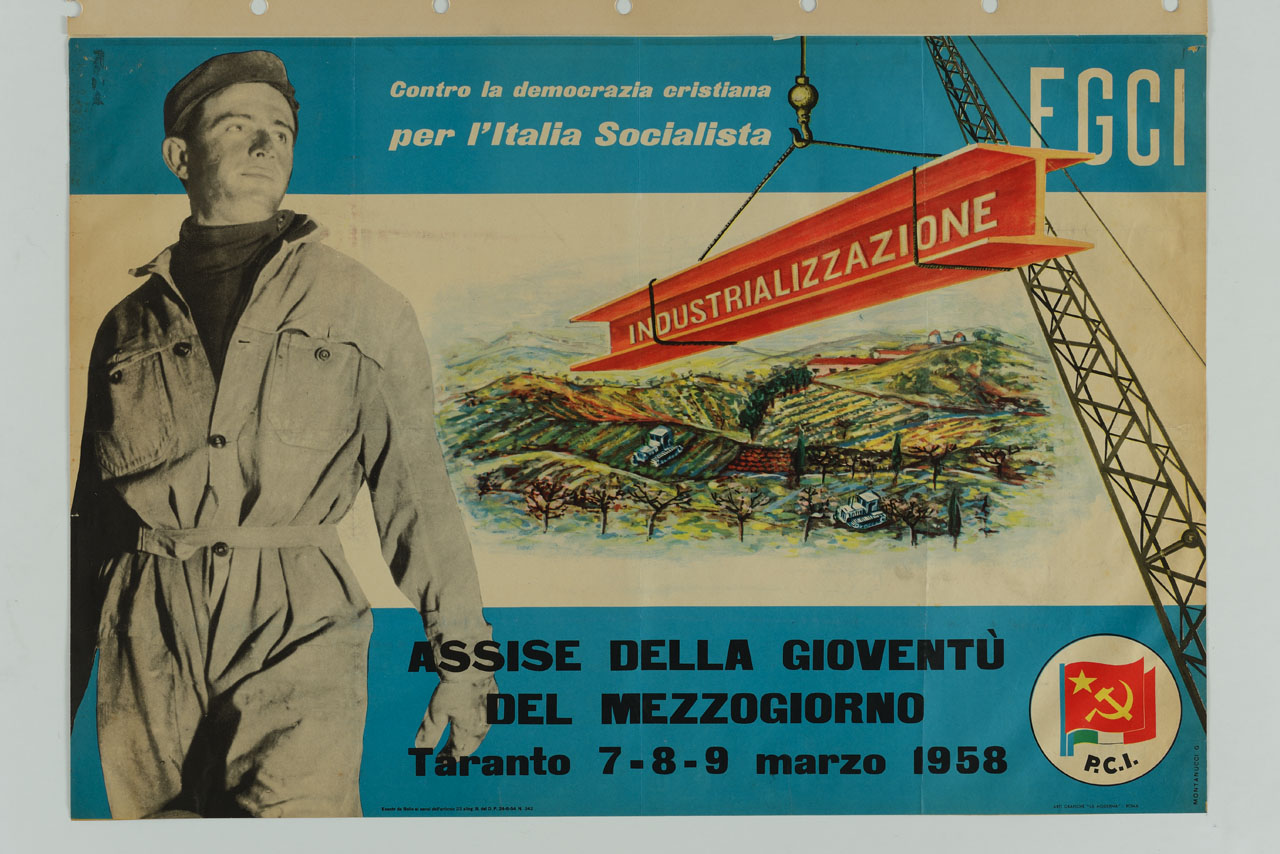 Contro la democrazia cristiana
per l'Italia Socialista
FGCI
INDUSTRIALIZZAZIONE
ASSISE DELLA GIOVENTÙ
DEL MEZZOGIORNO
Taranto 7-8-9 marzo 1958
P.C.I.
MONTANUCCI G.